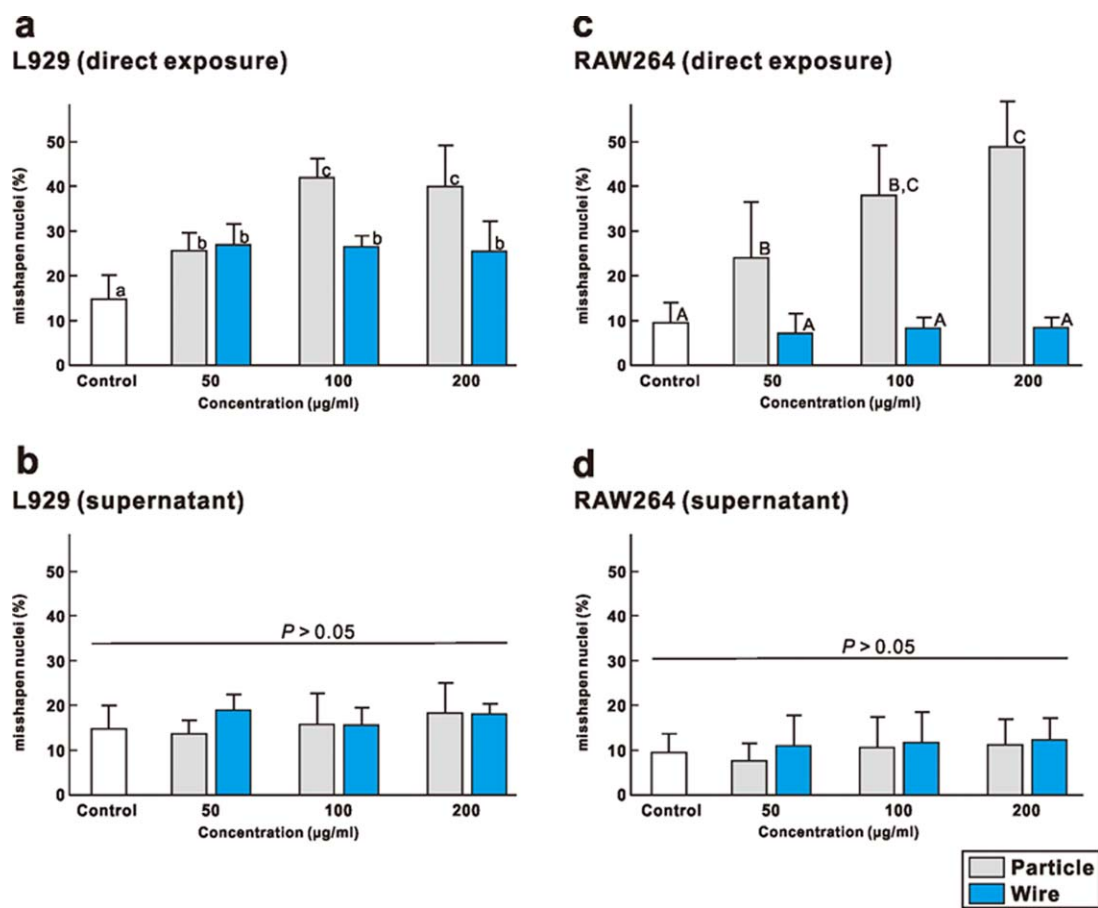 a
L929 (direct exposure)
misshapen nuclei (%)
50
40
30
20
10
0
a
b
b
c
b
c
b
Control
50
100
200
Concentration (µg/ml)
c
RAW264 (direct exposure)
misshapen nuclei (%)
50
40
30
20
10
0
A
B
A
B,C
A
C
A
Control
50
100
200
Concentration (µg/ml)
b
L929 (supernatant)
misshapen nuclei (%)
50
40
30
20
10
0
P > 0.05
Control
50
100
200
Concentration (µg/ml)
d
RAW264 (supernatant)
misshapen nuclei (%)
50
40
30
20
10
0
P > 0.05
Control
50
100
200
Concentration (µg/ml)
Particle
Wire